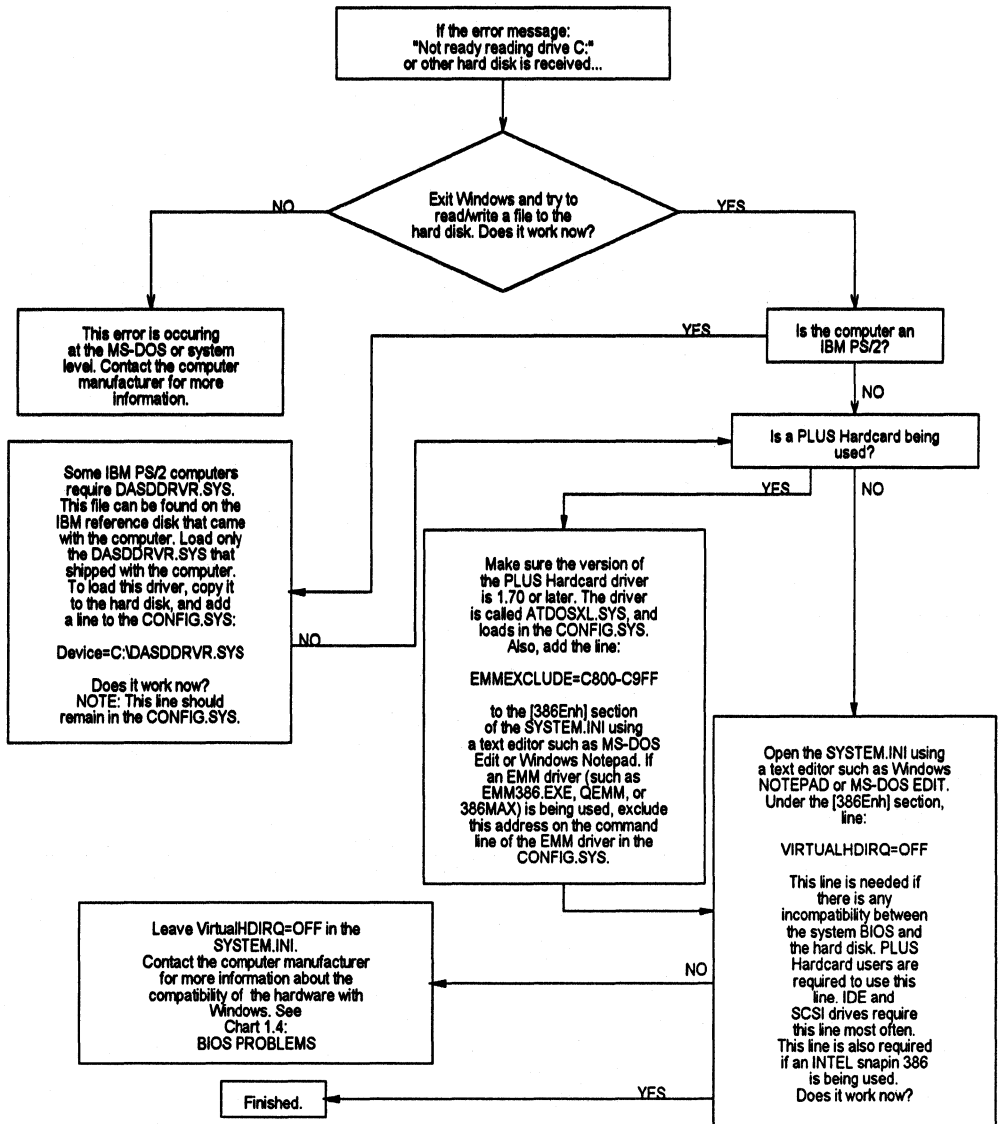 If the error message:
"Not ready reading drive C:"
or other hard disk is received...
Exit Windows and try to
read/write a file to the
hard disk. Does it work now?
NO
YES
This error is occuring
at the MS-DOS or system
level. Contact the computer
manufacturer for more
information.
YES
Is the computer an
IBM PS/2?
NO
Is a PLUS Hardcard being
used?
YES
NO
Some IBM PS/2 computers
require DASDDRVR.SYS.
This file can be found on the
IBM reference disk that came
with the computer. Load only
the DASDDRVR.SYS that
shipped with the computer.
To load this driver, copy it
to the hard disk, and add
a line to the CONFIG.SYS:
Device=C:\DASDDRVR.SYS
Does it work now?
NOTE: This line should
remain in the CONFIG.SYS.
NO
Make sure the version of
the PLUS Hardcard driver
is 1.70 or later. The driver
is called ATDOSXL.SYS, and
loads in the CONFIG.SYS.
Also, add the line:
EMMEXCLUDE=C800-C9FF
to the [386Enh] section
of the SYSTEM.INI using
a text editor such as MS-DOS
Edit or Windows Notepad. If
an EMM driver (such as
EMM386.EXE, QEMM, or
386MAX) is being used, exclude
this address on the command
line of the EMM driver in the
CONFIG.SYS.
Open the SYSTEM.INI using
a text editor such as Windows
NOTEPAD or MS-DOS EDIT.
Under the [386Enh] section,
line:
VIRTUALHDIRQ=OFF
This line is needed if
there is any
incompatibility between
the system BIOS and
the hard disk. PLUS
Hardcard users are
required to use this
line. IDE and
SCSI drives require
this line most often.
This line is also required
if an INTEL snapin 386
is being used.
Does it work now?
NO
Leave VirtualHDIRQ=OFF in the
SYSTEM.INI.
Contact the computer manufacturer
for more information about the
compatibility of the hardware with
Windows. See
Chart 1.4:
BIOS PROBLEMS
YES
Finished.